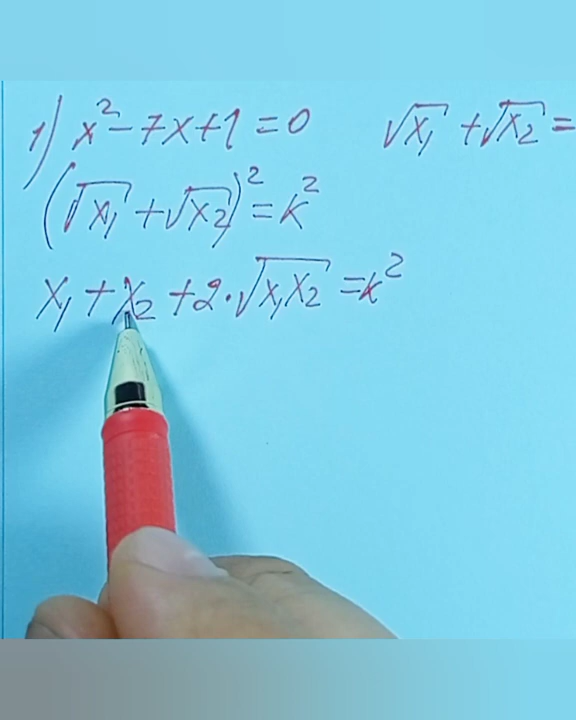 1) x² - 7x + 1 = 0 √x₁ + √x₂ =
(√x₁ + √x₂)² = k²
x₁ + x₂ + 2·√x₁x₂ = k²